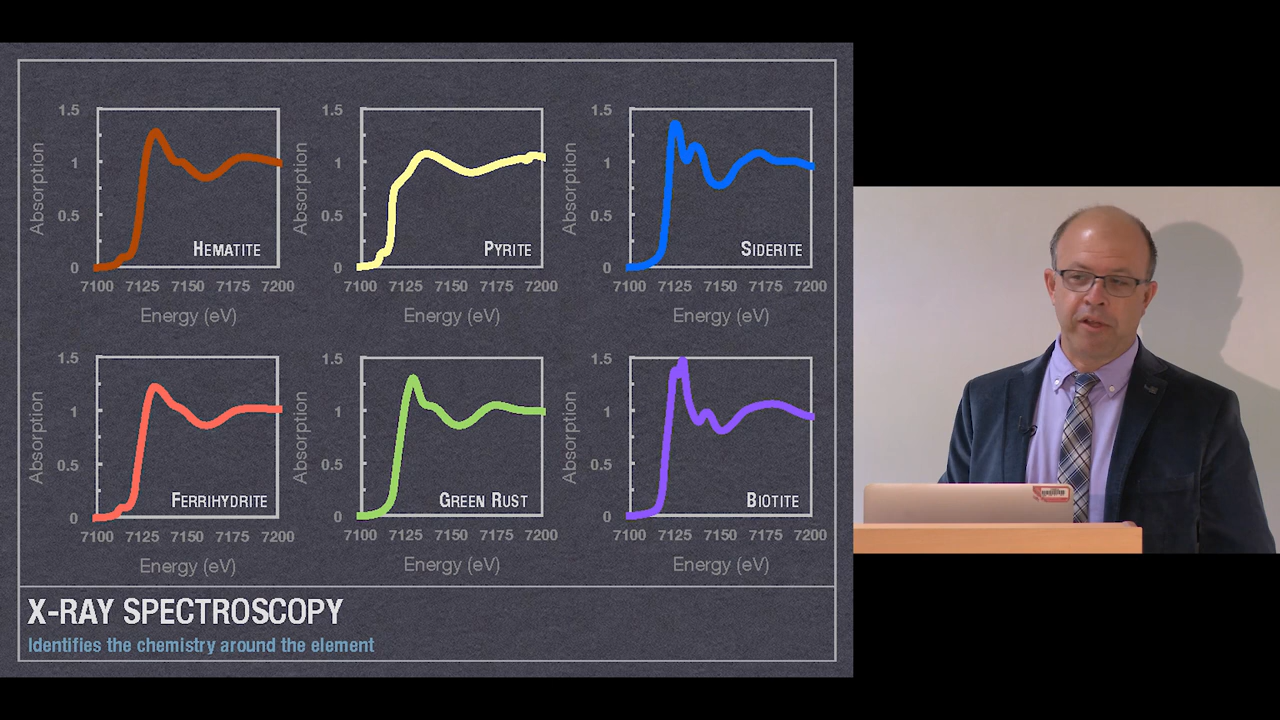 1.5
1
0.5
0
Absorption
HEMATITE
7100 7125 7150 7175 7200
Energy (eV)
1.5
1
0.5
0
Absorption
PYRITE
7100 7125 7150 7175 7200
Energy (eV)
1.5
1
0.5
0
Absorption
SIDERITE
7100 7125 7150 7175 7200
Energy (eV)
1.5
1
0.5
0
Absorption
FERRIHYDRITE
7100 7125 7150 7175 7200
Energy (eV)
1.5
1
0.5
0
Absorption
GREEN RUST
7100 7125 7150 7175 7200
Energy (eV)
1.5
1
0.5
0
Absorption
BIOTITE
7100 7125 7150 7175 7200
Energy (eV)
X-RAY SPECTROSCOPY
Identifies the chemistry around the element